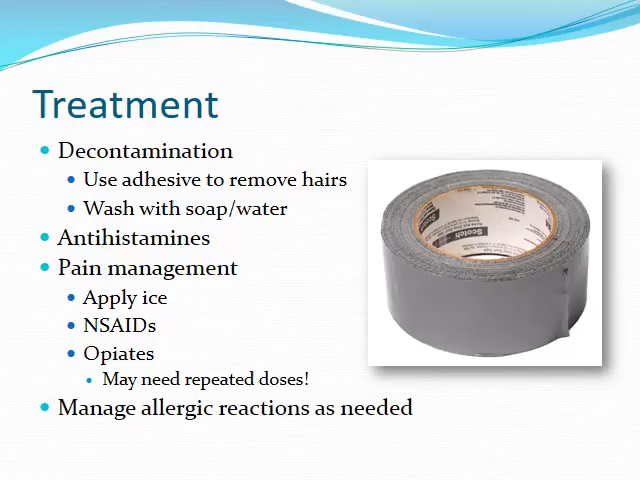 Treatment
Decontamination
Use adhesive to remove hairs
Wash with soap/water
Antihistamines
Pain management
Apply ice
NSAIDs
Opiates
May need repeated doses!
Manage allergic reactions as needed
Scotch